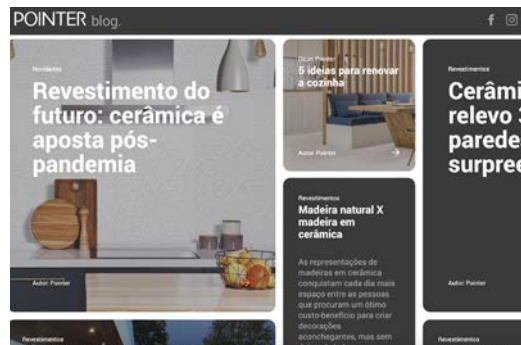 POINTER blog.
Novidades
Revestimento do
futuro: cerâmica é
aposta pós-
pandemia
Autor: Pointer
Dicas Pointer
5 ideias para renovar
a cozinha
Autor: Pointer
Revestimentos
Madeira natural X
madeira em
cerâmica
As representações de
madeiras em cerâmica
conquistam cada dia mais
espaço entre as pessoas
que procuram um ótimo
custo-benefício para criar
decorações
aconchegantes, mas sem
Revestimentos
Cerâmi
relevo
parede
surpree
Autor: Pointer
Revestimentos
Revestimentos